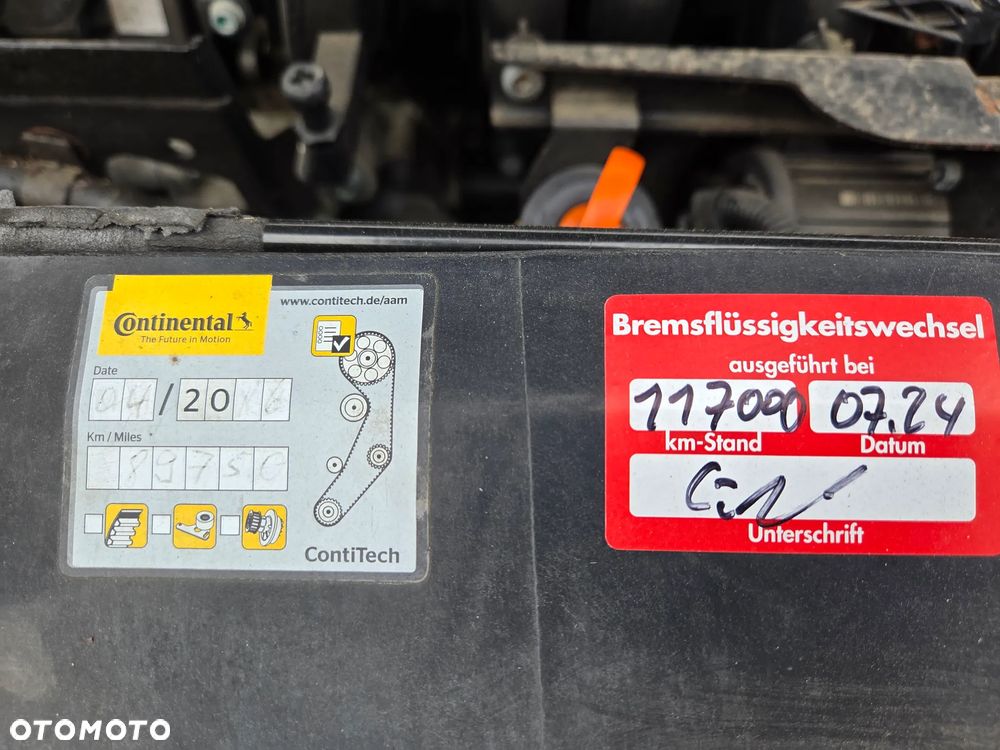 Continental
The Future in Motion
www.contitech.de/aam
Date
04/2016
Km / Miles
89750
ContiTech
Bremsflüssigkeitswechsel
ausgeführt bei
117000 07.24
km-Stand Datum
Unterschrift
OTOMOTO